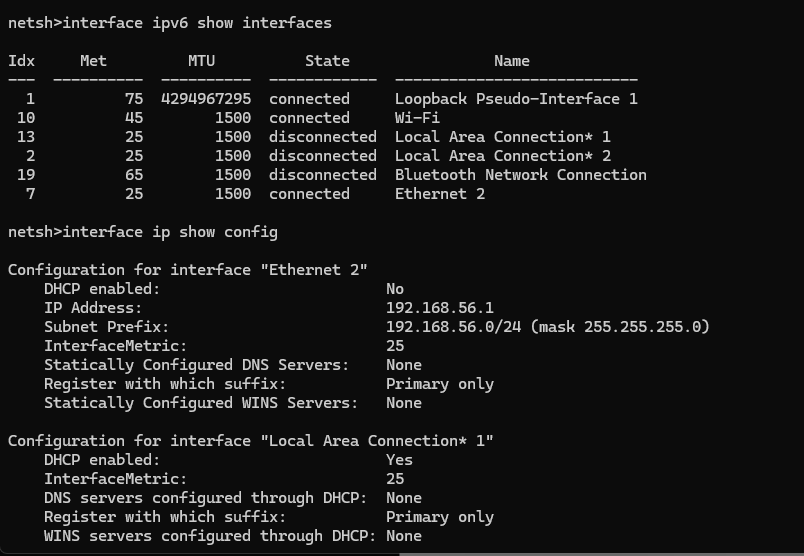 netsh>interface ipv6 show interfaces
Idx     Met         MTU          State                Name
---  ----------  ----------  ------------  ---------------------------
  1          75  4294967295  connected     Loopback Pseudo-Interface 1
 10          45        1500  connected     Wi-Fi
 13          25        1500  disconnected  Local Area Connection* 1
  2          25        1500  disconnected  Local Area Connection* 2
 19          65        1500  disconnected  Bluetooth Network Connection
  7          25        1500  connected     Ethernet 2
netsh>interface ip show config
Configuration for interface "Ethernet 2"
    DHCP enabled:                         No
    IP Address:                           192.168.56.1
    Subnet Prefix:                        192.168.56.0/24 (mask 255.255.255.0)
    InterfaceMetric:                      25
    Statically Configured DNS Servers:    None
    Register with which suffix:           Primary only
    Statically Configured WINS Servers:   None
Configuration for interface "Local Area Connection* 1"
    DHCP enabled:                         Yes
    InterfaceMetric:                      25
    DNS servers configured through DHCP:  None
    Register with which suffix:           Primary only
    WINS servers configured through DHCP: None